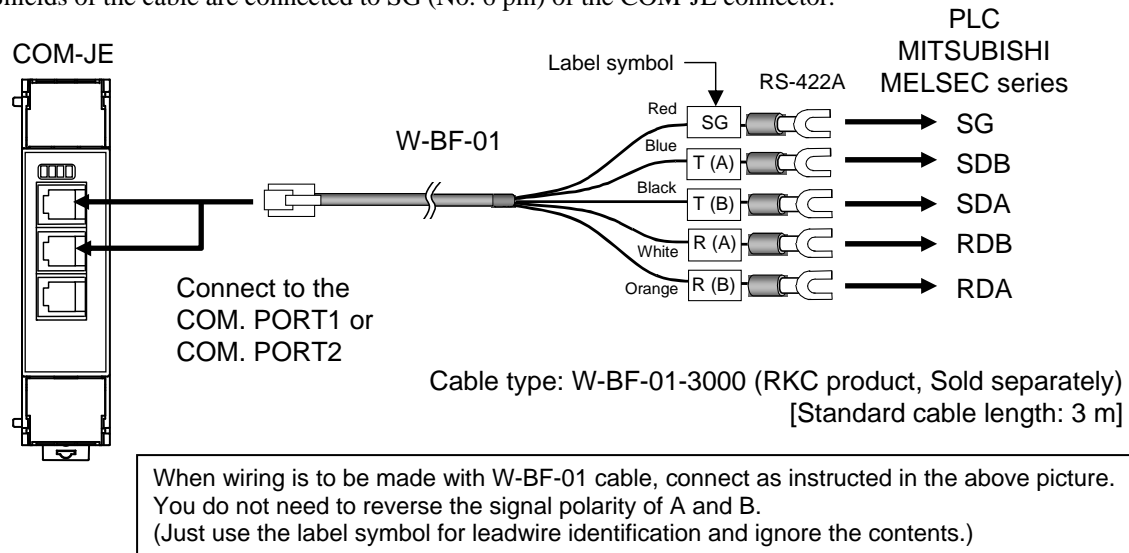 Shields of the cable are connected to SG (No. 6 pin) of the COM-JE connector.
COM-JE
PLC
MITSUBISHI
MELSEC series
Label symbol
RS-422A
W-BF-01
Red
SG
SG
Blue
T (A)
SDB
Black
T (B)
SDA
White
R (A)
RDB
Orange
R (B)
RDA
Connect to the
COM. PORT1 or
COM. PORT2
Cable type: W-BF-01-3000 (RKC product, Sold separately)
[Standard cable length: 3 m]
When wiring is to be made with W-BF-01 cable, connect as instructed in the above picture.
You do not need to reverse the signal polarity of A and B.
(Just use the label symbol for leadwire identification and ignore the contents.)